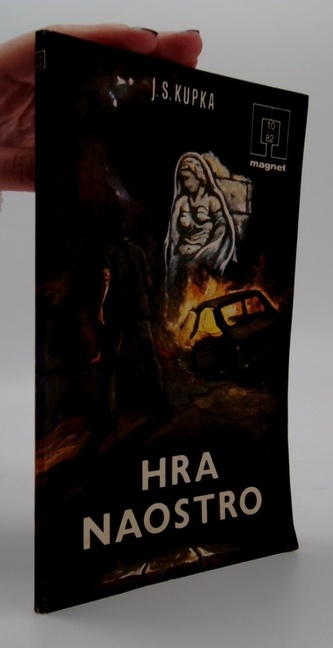 J.S.KUPKA
10
82
magnet
HRA
NAOSTRO